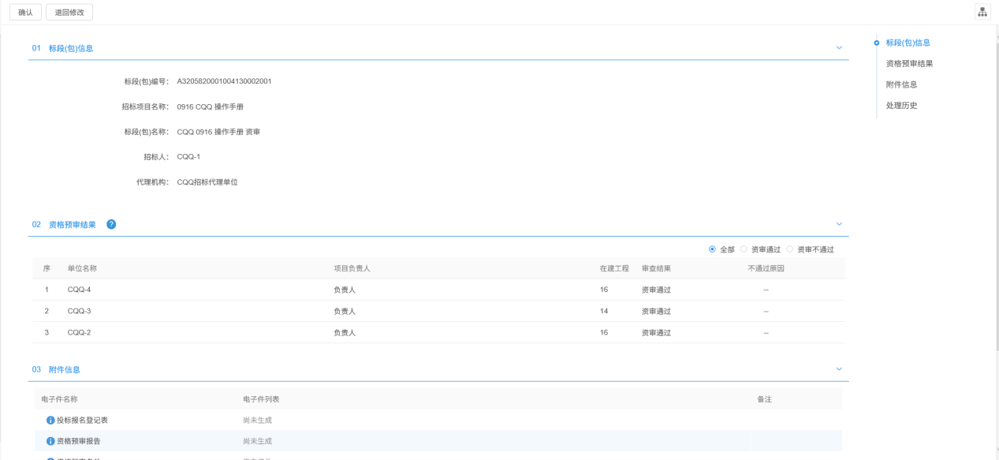 确认 退回修改
01 标段(包)信息
标段(包)编号： A3205820001004130002001
招标项目名称： 0916 CQQ 操作手册
标段(包)名称： CQQ 0916 操作手册 资审
招标人： CQQ-1
代理机构： CQQ招标代理单位
02 资格预审结果 ?
全部 资审通过 资审不通过
序 单位名称 项目负责人 在建工程 审查结果 不通过原因
1 CQQ-4 负责人 16 资审通过 --
2 CQQ-3 负责人 14 资审通过 --
3 CQQ-2 负责人 16 资审通过 --
03 附件信息
电子件名称 电子件列表 备注
投标报名登记表 尚未生成
资格预审报告 尚未生成
标段(包)信息
资格预审结果
附件信息
处理历史